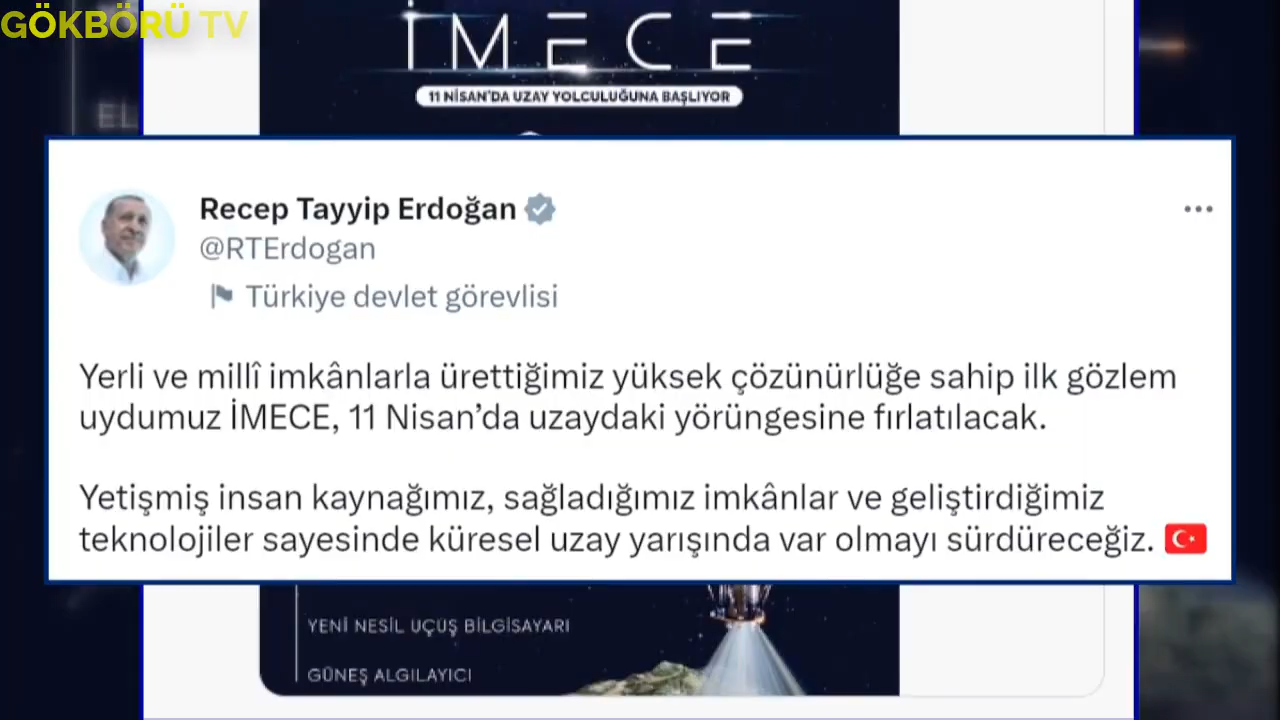 GÖKBÖRÜ TV
İMECE
11 NİSAN'DA UZAY YOLCULUĞUNA BAŞLIYOR
EL
Recep Tayyip Erdoğan
@RTErdogan
Türkiye devlet görevlisi
Yerli ve millî imkânlarla ürettiğimiz yüksek çözünürlüğe sahip ilk gözlem
uydumuz İMECE, 11 Nisan’da uzaydaki yörüngesine fırlatılacak.
Yetişmiş insan kaynağımız, sağladığımız imkânlar ve geliştirdiğimiz
teknolojiler sayesinde küresel uzay yarışında var olmayı sürdüreceğiz. 🇹🇷
YENİ NESİL UÇUŞ BİLGİSAYARI
GÜNEŞ ALGILAYICI